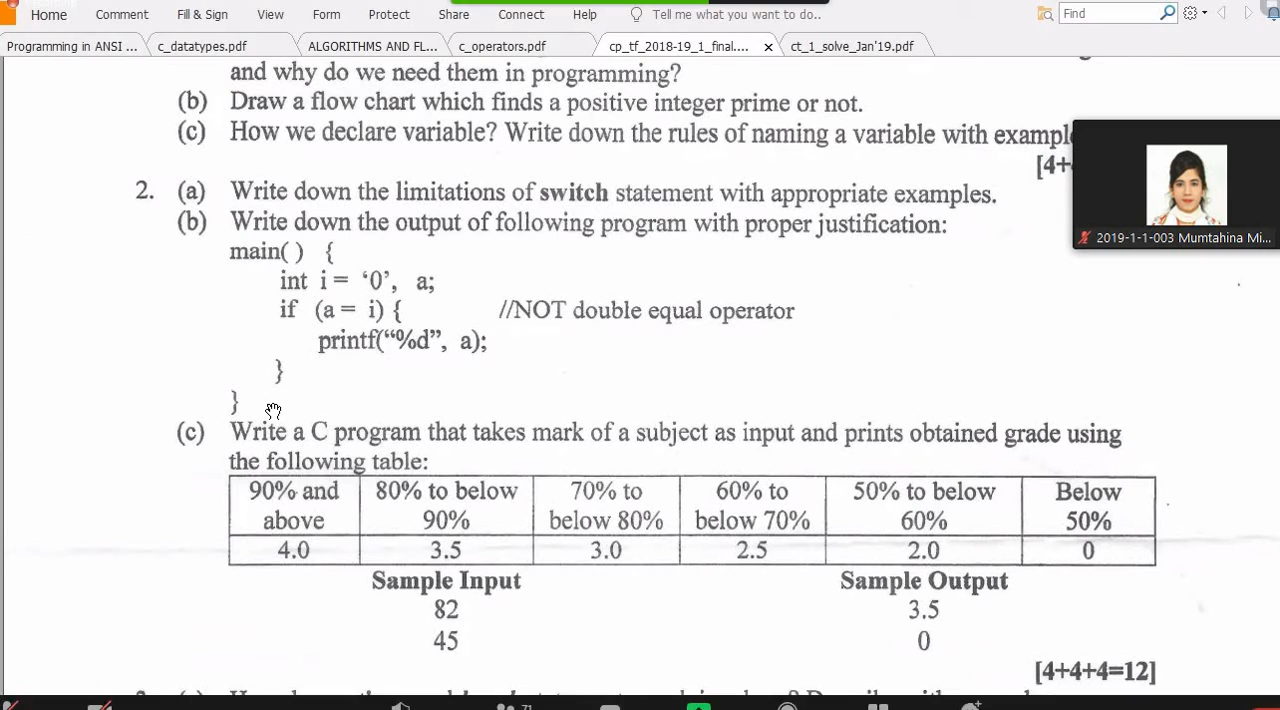 Home Comment Fill & Sign View Form Protect Share Connect Help Tell me what you want to do.. Find
Programming in ANSI ... c_datatypes.pdf ALGORITHMS AND FL... c_operators.pdf cp_tf_2018-19_1_final.... × ct_1_solve_Jan'19.pdf
and why do we need them in programming?
(b) Draw a flow chart which finds a positive integer prime or not.
(c) How we declare variable? Write down the rules of naming a variable with exampl
[4+
2. (a) Write down the limitations of switch statement with appropriate examples.
(b) Write down the output of following program with proper justification:
2019-1-1-003 Mumtahina Mi...
main( ) {
int i = ‘0’, a;
if (a = i) { //NOT double equal operator
printf(“%d”, a);
}
}
(c) Write a C program that takes mark of a subject as input and prints obtained grade using
the following table:
90% and 80% to below 70% to 60% to 50% to below Below
above 90% below 80% below 70% 60% 50%
4.0 3.5 3.0 2.5 2.0 0
Sample Input Sample Output
82 3.5
45 0
[4+4+4=12]